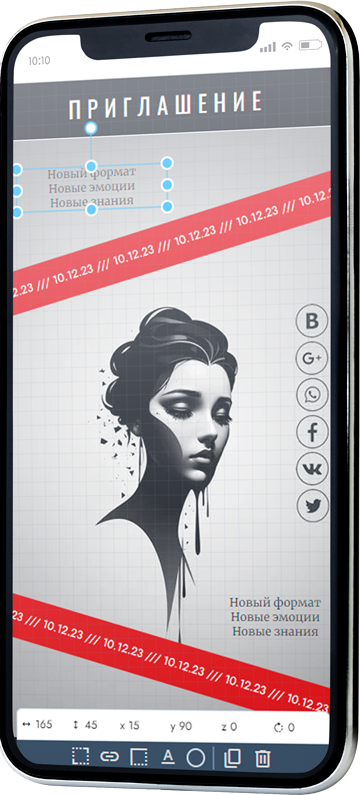 10:10
ПРИГЛАШЕНИЕ
Новый формат
Новые эмоции
Новые знания
2.23 /// 10.12.23 /// 10.12.23 /// 10.12.23 /// 10.12.23 /// 10.12.23 /// 10.12
B
G+
f
Новый формат
Новые эмоции
Новые знания
23 /// 10.12.23 /// 10.12.23 /// 10.12.23 /// 10.12.23 /// 10.12.23 /// 10.12.23
↔ 165 ↕ 45 x 15 y 90 z 0 0
A